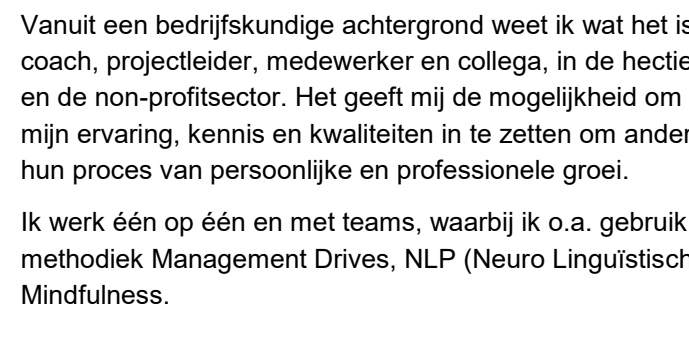 Vanuit een bedrijfskundige achtergrond weet ik wat het is
coach, projectleider, medewerker en collega, in de hectie
en de non-profitsector. Het geeft mij de mogelijkheid om
mijn ervaring, kennis en kwaliteiten in te zetten om ander
hun proces van persoonlijke en professionele groei.
Ik werk één op één en met teams, waarbij ik o.a. gebruik
methodiek Management Drives, NLP (Neuro Linguïstisch
Mindfulness.